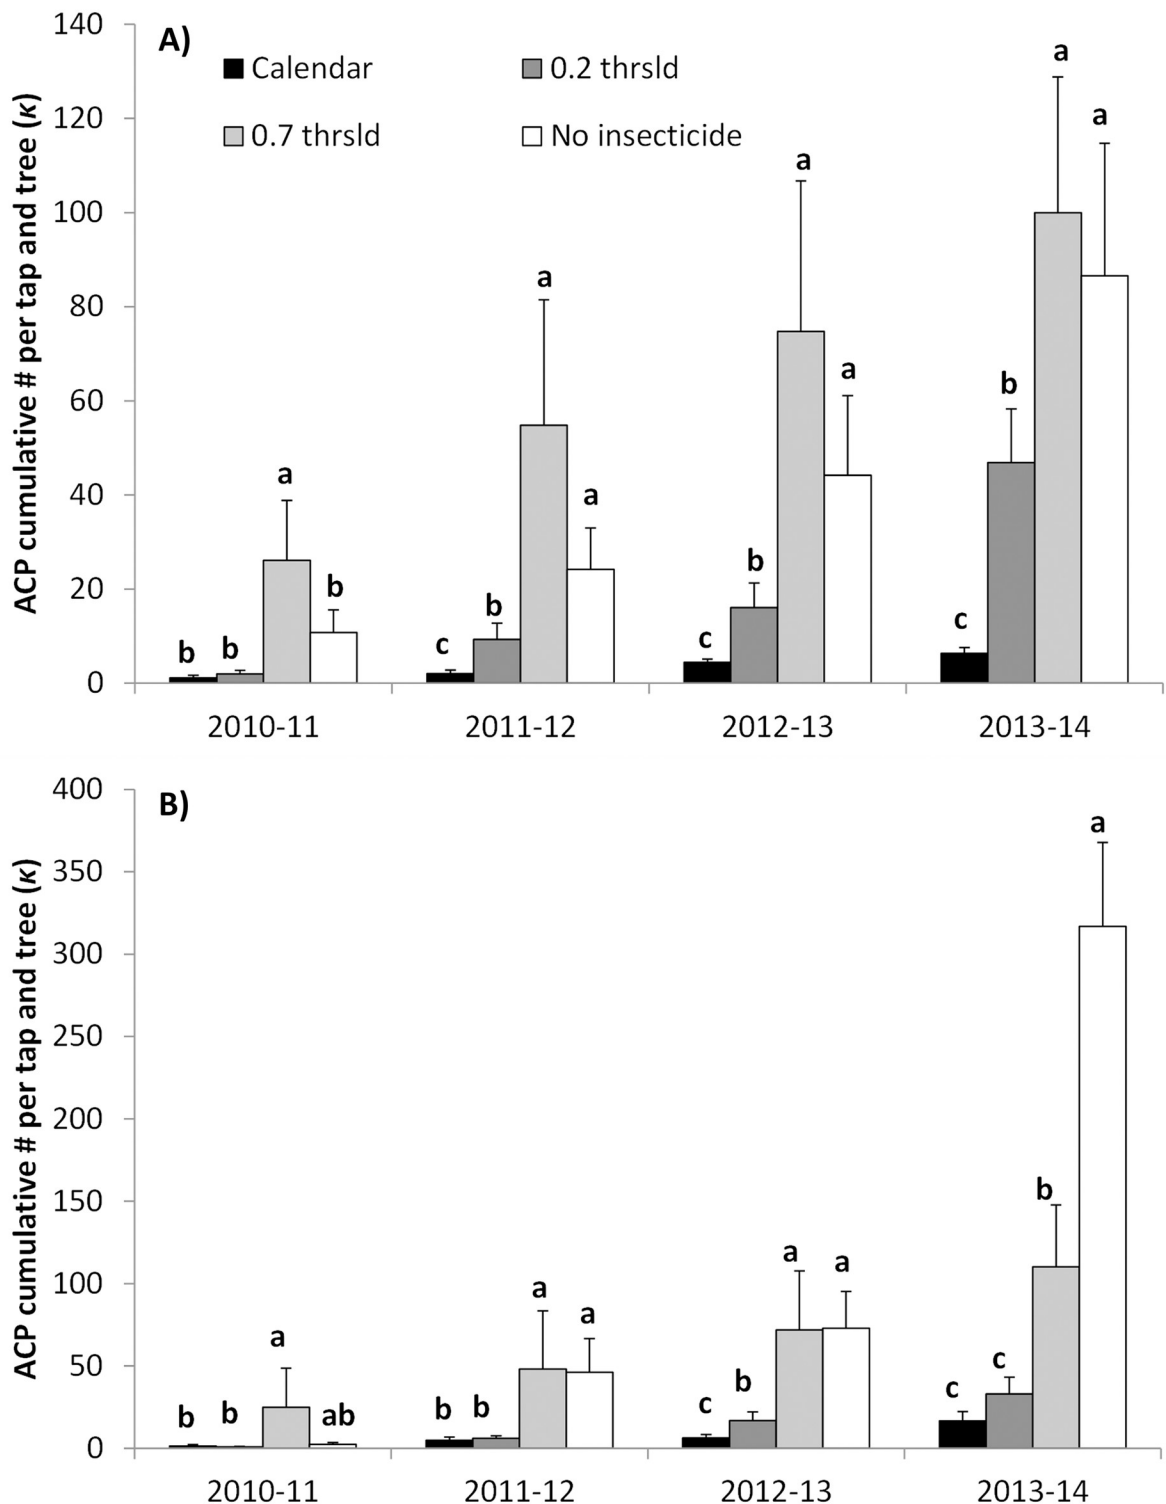 A)
Calendar
0.2 thrsld
0.7 thrsld
No insecticide
ACP cumulative # per tap and tree (κ)
140
120
100
80
60
40
20
0
b b a b
c b a a
c b a a
c b a a
2010-11 2011-12 2012-13 2013-14
B)
ACP cumulative # per tap and tree (κ)
400
350
300
250
200
150
100
50
0
b b a ab
b b a a
c b a a
c c b a
2010-11 2011-12 2012-13 2013-14